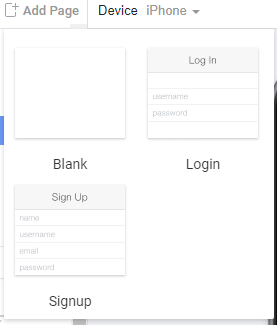 Add Page Device iPhone
Log In
username
password
Blank Login
Sign Up
name
username
email
password
Signup